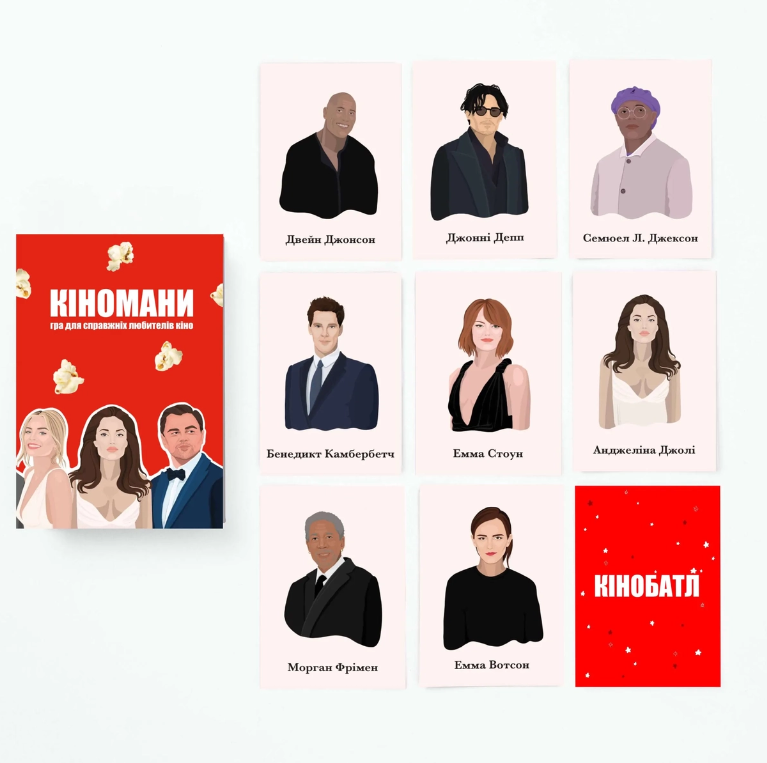 КІНОМАНИ
гра для справжніх любителів кіно
Двейн Джонсон
Джонні Депп
Семюел Л. Джексон
Бенедикт Камбербетч
Емма Стоун
Анджеліна Джолі
Морган Фрімен
Емма Вотсон
КІНОБАТЛ